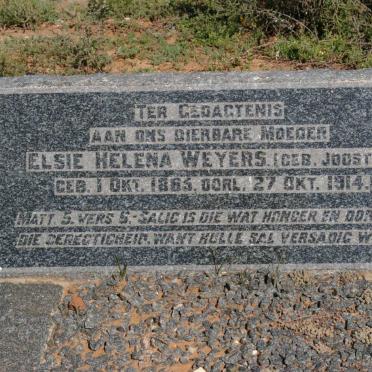 TER GEDAGTENIS
AAN ONS DIERBARE MOEDER
ELSIE HELENA WEYERS. (GEB. JOOST
GEB. 1 OKT. 1863. OORL. 27 OKT. 1914.
MATT. 5. VERS 6.- SALIG IS DIE WAT HONGER EN DOR
DIE GEREGTIGHEID, WANT HULLE SAL VERSADIG W